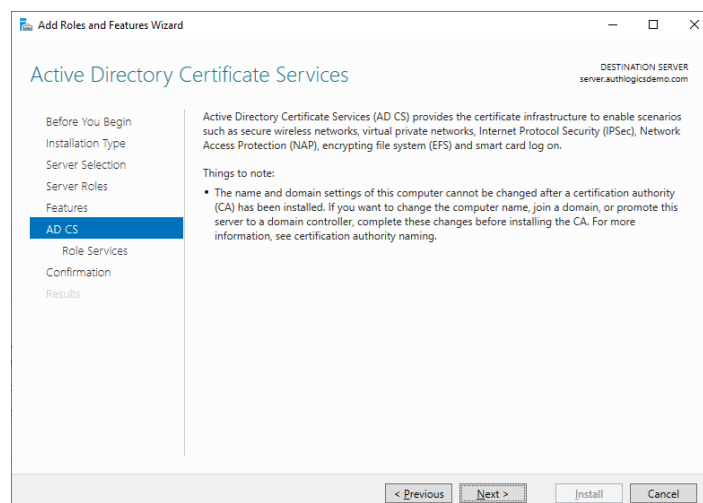 Add Roles and Features Wizard
Active Directory Certificate Services
DESTINATION SERVER
server.authlogicsdemo.com
Before You Begin
Installation Type
Server Selection
Server Roles
Features
AD CS
Role Services
Confirmation
Results
Active Directory Certificate Services (AD CS) provides the certificate infrastructure to enable scenarios
such as secure wireless networks, virtual private networks, Internet Protocol Security (IPSec), Network
Access Protection (NAP), encrypting file system (EFS) and smart card log on.
Things to note:
• The name and domain settings of this computer cannot be changed after a certification authority
(CA) has been installed. If you want to change the computer name, join a domain, or promote this
server to a domain controller, complete these changes before installing the CA. For more
information, see certification authority naming.
< Previous
Next >
Install
Cancel